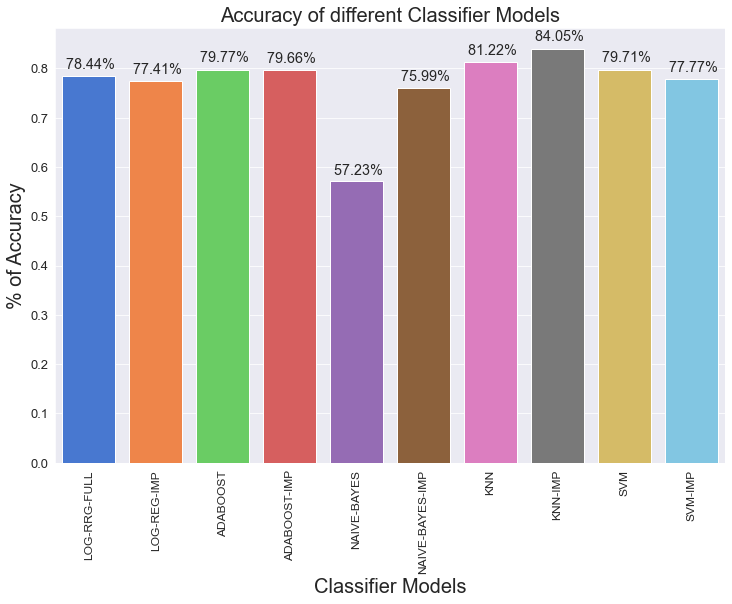 Accuracy of different Classifier Models
% of Accuracy
0.8
0.7
0.6
0.5
0.4
0.3
0.2
0.1
0.0
78.44%
77.41%
79.77%
79.66%
57.23%
75.99%
81.22%
84.05%
79.71%
77.77%
LOG-RRG-FULL
LOG-REG-IMP
ADABOOST
ADABOOST-IMP
NAIVE-BAYES
NAIVE-BAYES-IMP
KNN
KNN-IMP
SVM
SVM-IMP
Classifier Models